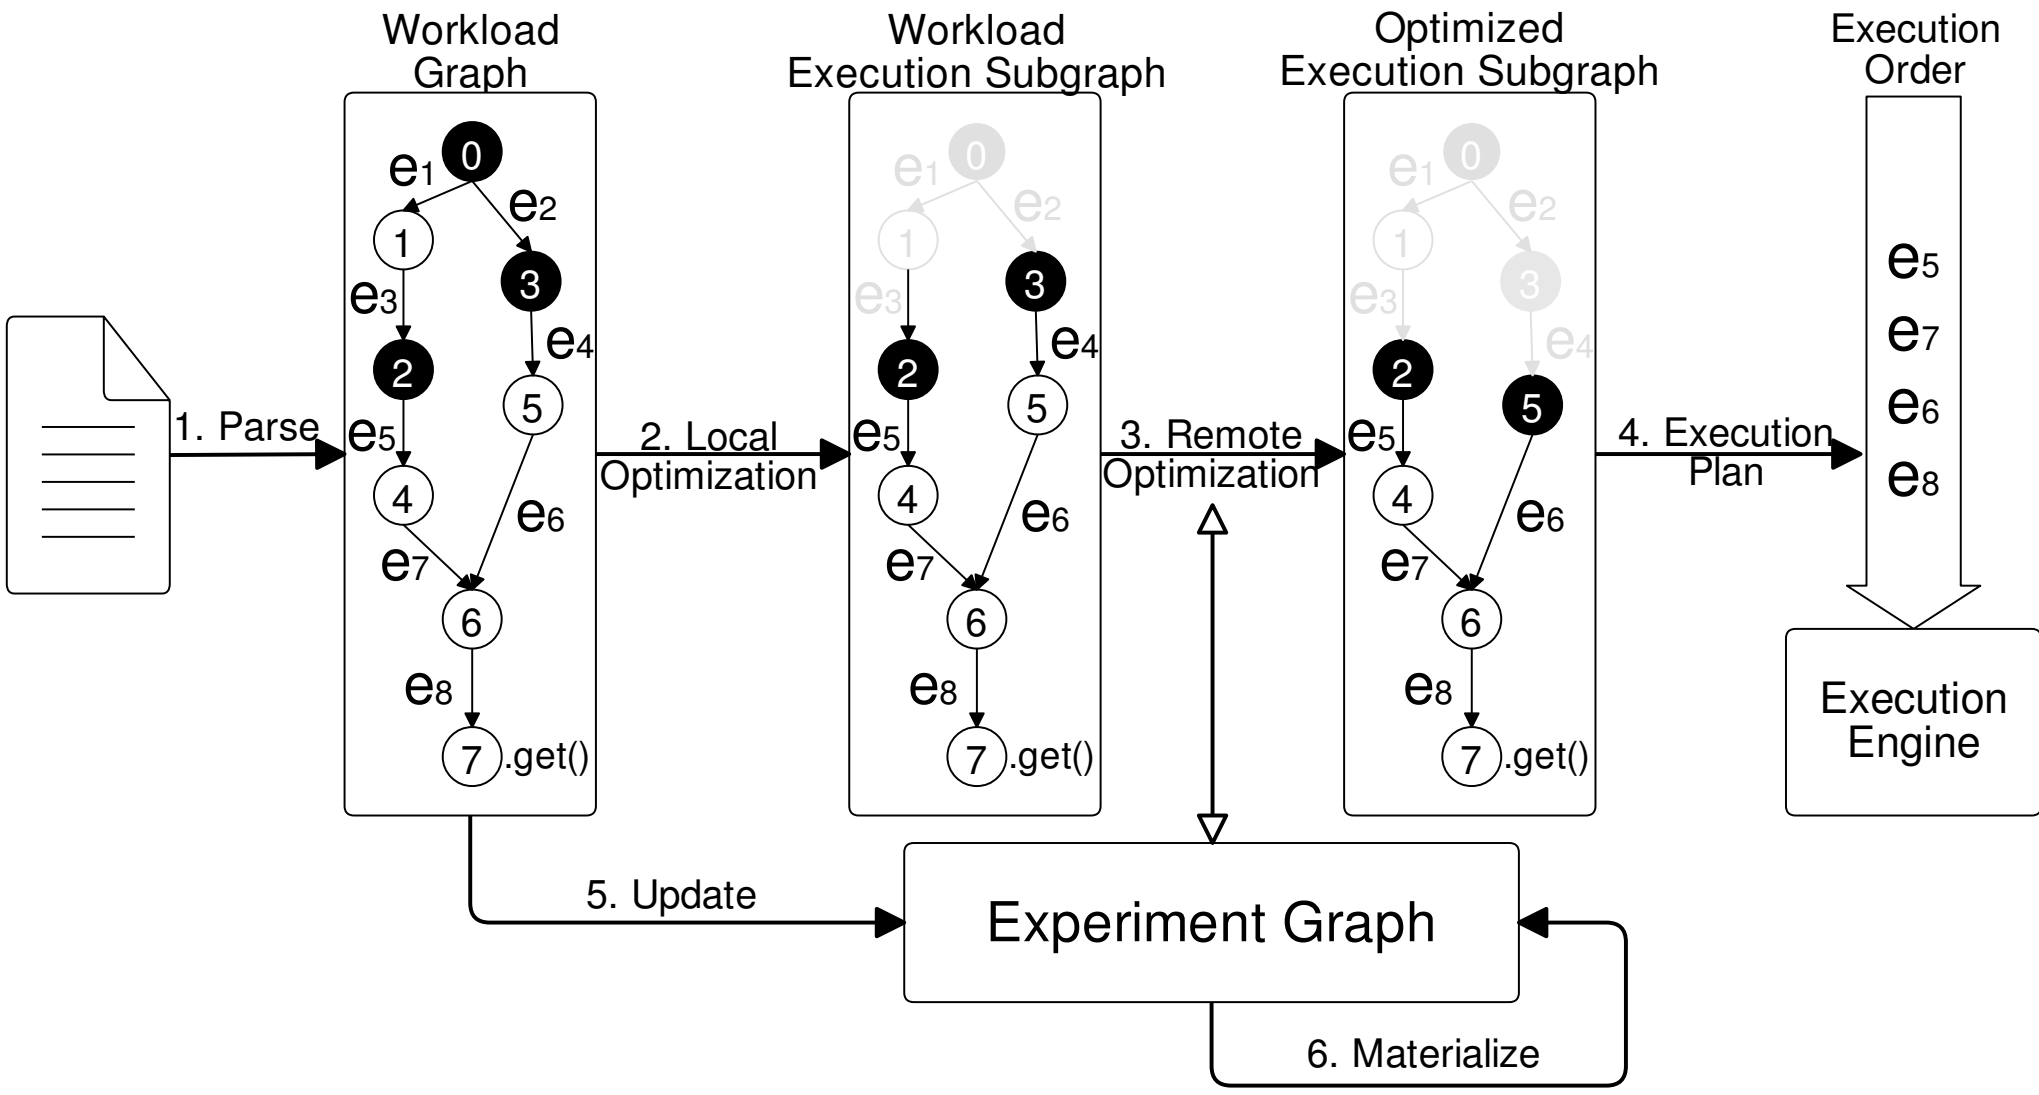 Workload
Graph
Workload
Execution Subgraph
Optimized
Execution Subgraph
Execution
Order
1. Parse
0
e1
e2
1
3
e3
e4
2
5
e5
4
e6
e7
6
e8
7 .get()
2. Local
Optimization
0
e1
e2
1
3
e3
e4
2
5
e5
4
e6
e7
6
e8
7 .get()
3. Remote
Optimization
0
e1
e2
1
3
e3
e4
2
5
e5
4
e6
e7
6
e8
7 .get()
4. Execution
Plan
e5
e7
e6
e8
Execution
Engine
5. Update
Experiment Graph
6. Materialize